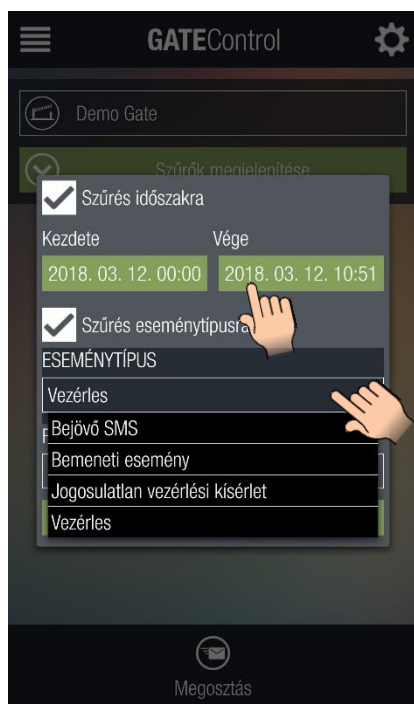 GATEControl
Demo Gate
Szűrők megjelenítése
Szűrés időszakra
Kezdete Vége
2018. 03. 12. 00:00 2018. 03. 12. 10:51
Szűrés eseménytípusra
ESEMÉNYTÍPUS
Vezérles
Bejövő SMS
Bemeneti esemény
Jogosulatlan vezérlési kísérlet
Vezérles
Megosztás